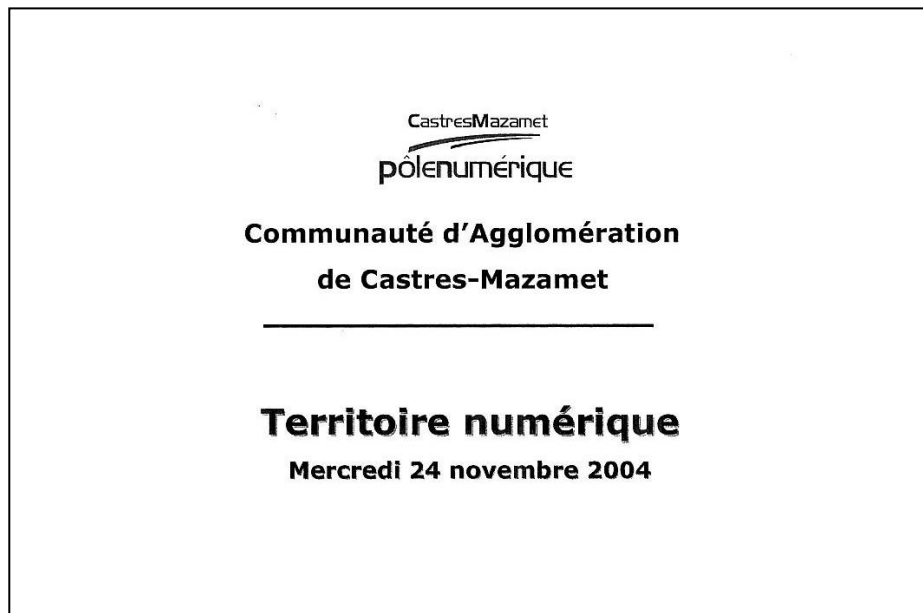 CastresMazamet
pôlenumérique
Communauté d'Agglomération
de Castres-Mazamet
Territoire numérique
Mercredi 24 novembre 2004